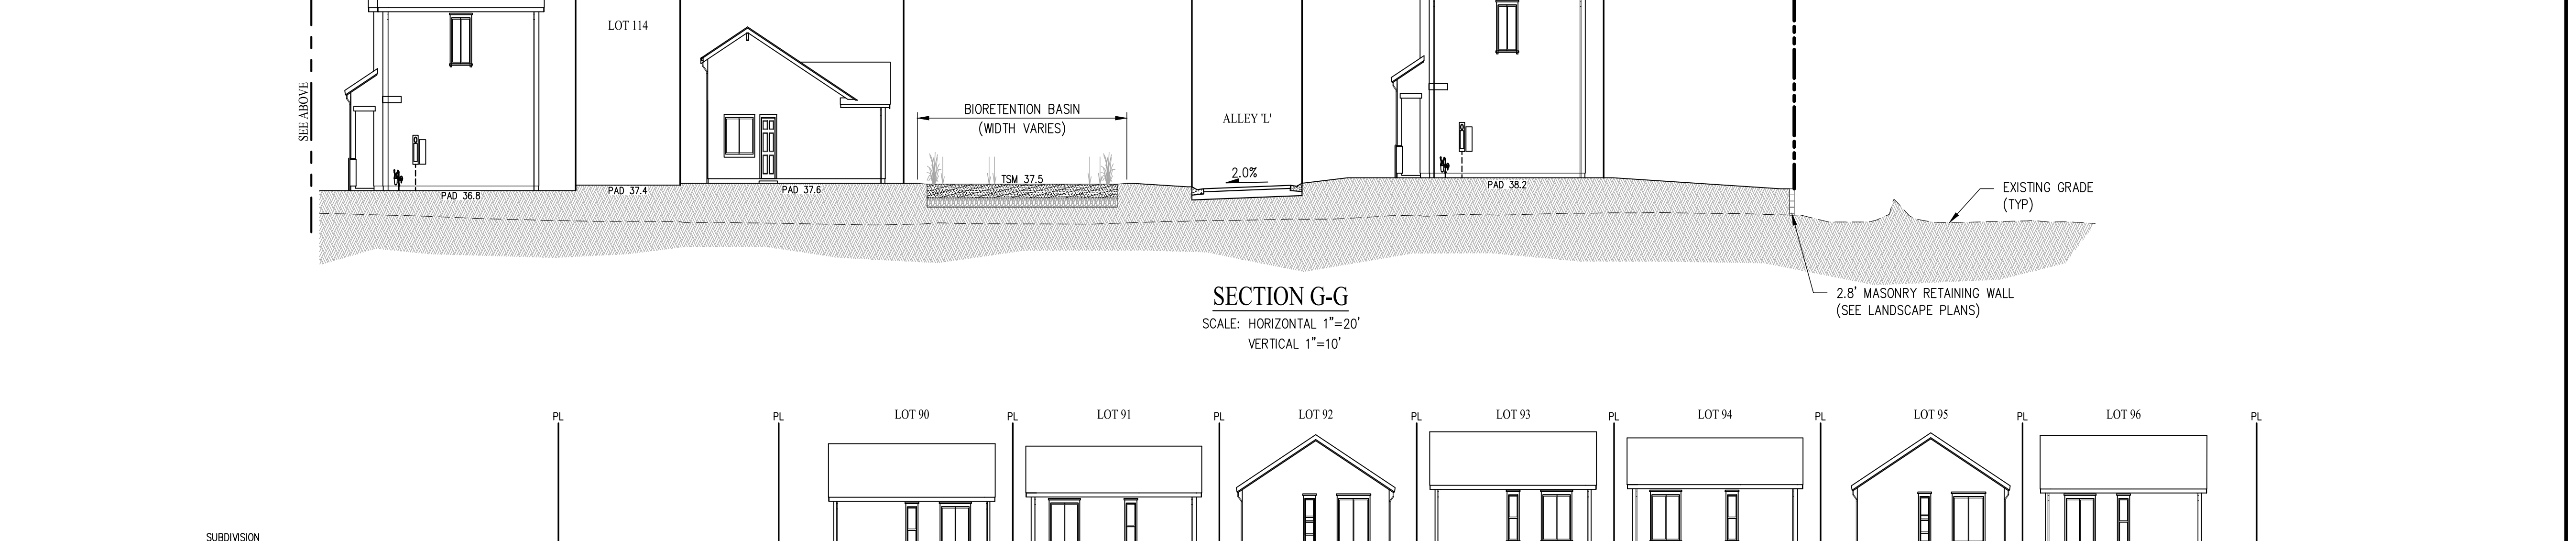 LOT 114
SEE ABOVE
BIORETENTION BASIN
(WIDTH VARIES)
ALLEY 'L'
2.0%
TSM 37.5
PAD 36.8
PAD 37.4
PAD 37.6
PAD 38.2
EXISTING GRADE
(TYP)
2.8' MASONRY RETAINING WALL
(SEE LANDSCAPE PLANS)
SECTION G-G
SCALE: HORIZONTAL 1"=20'
VERTICAL 1"=10'
PL PL LOT 90 PL LOT 91 PL LOT 92 PL LOT 93 PL LOT 94 PL LOT 95 PL LOT 96 PL
SUBDIVISION